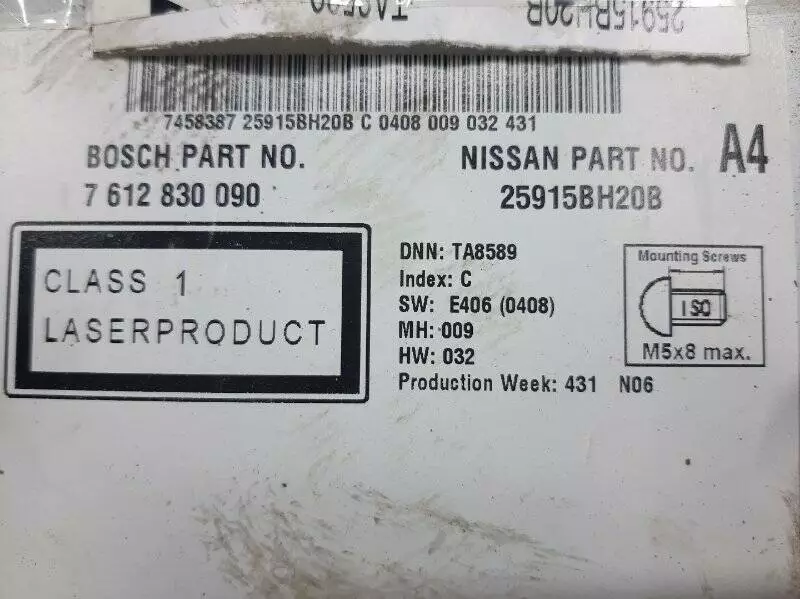 25915BH20B
7458387 25915BH20B C 0408 009 032 431
BOSCH PART NO.
7 612 830 090
NISSAN PART NO.
25915BH20B
A4
CLASS 1
LASERPRODUCT
DNN: TA8589
Index: C
SW: E406 (0408)
MH: 009
HW: 032
Production Week: 431 N06
Mounting Screws
ISO
M5x8 max.